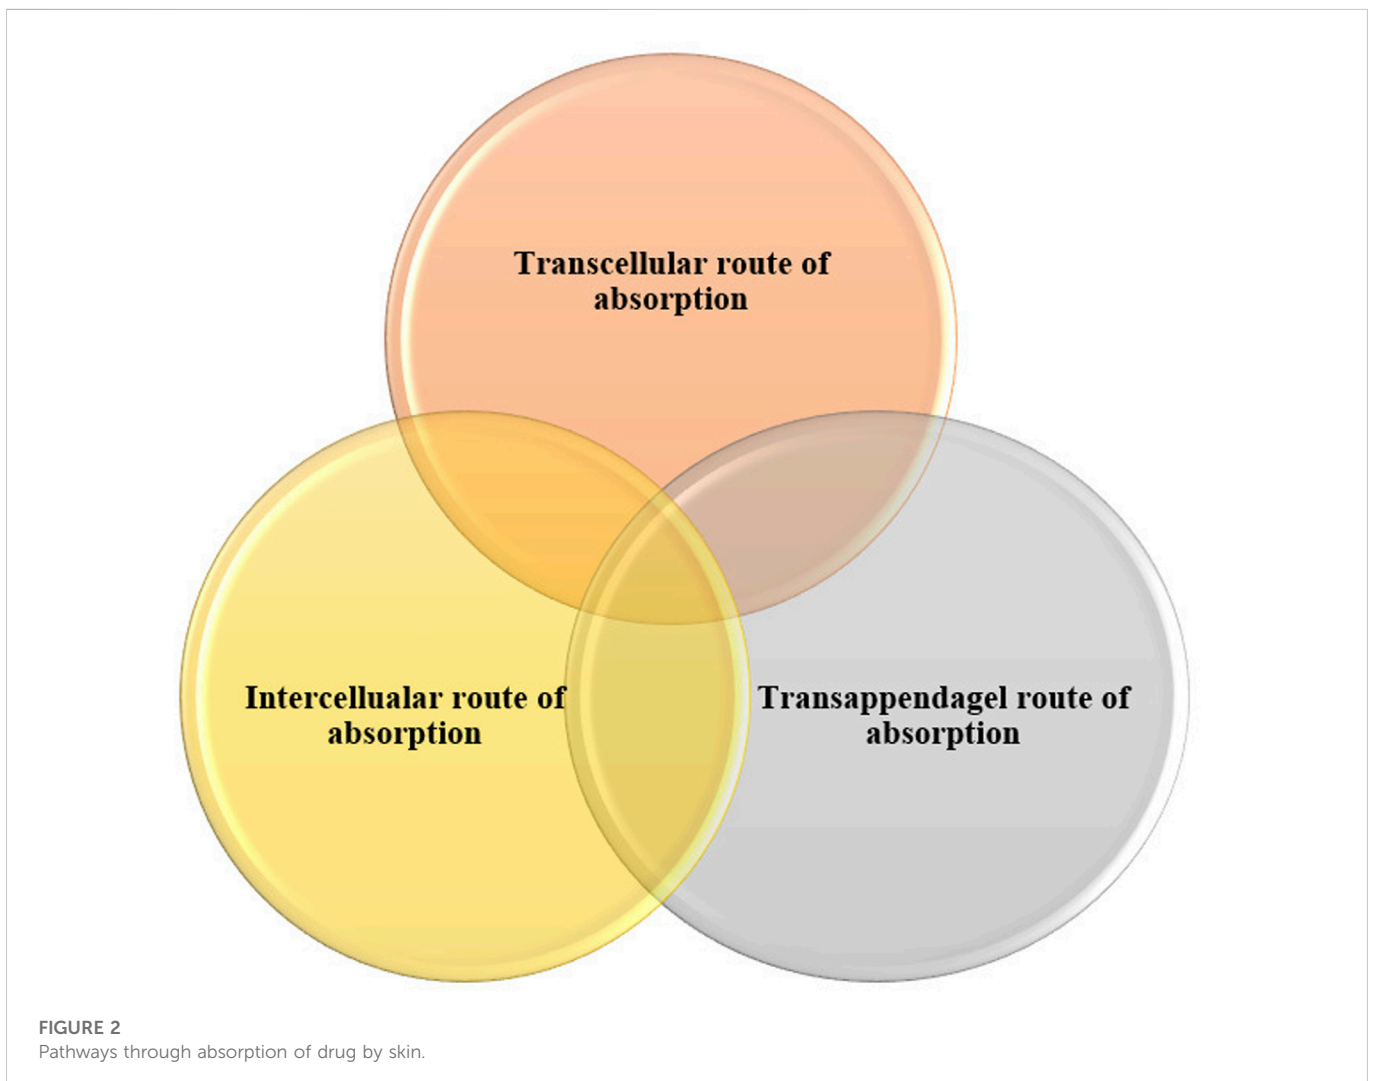 Transcellular route of
absorption
Intercellualar route of
absorption
Transappendagel route of
absorption
FIGURE 2
Pathways through absorption of drug by skin.